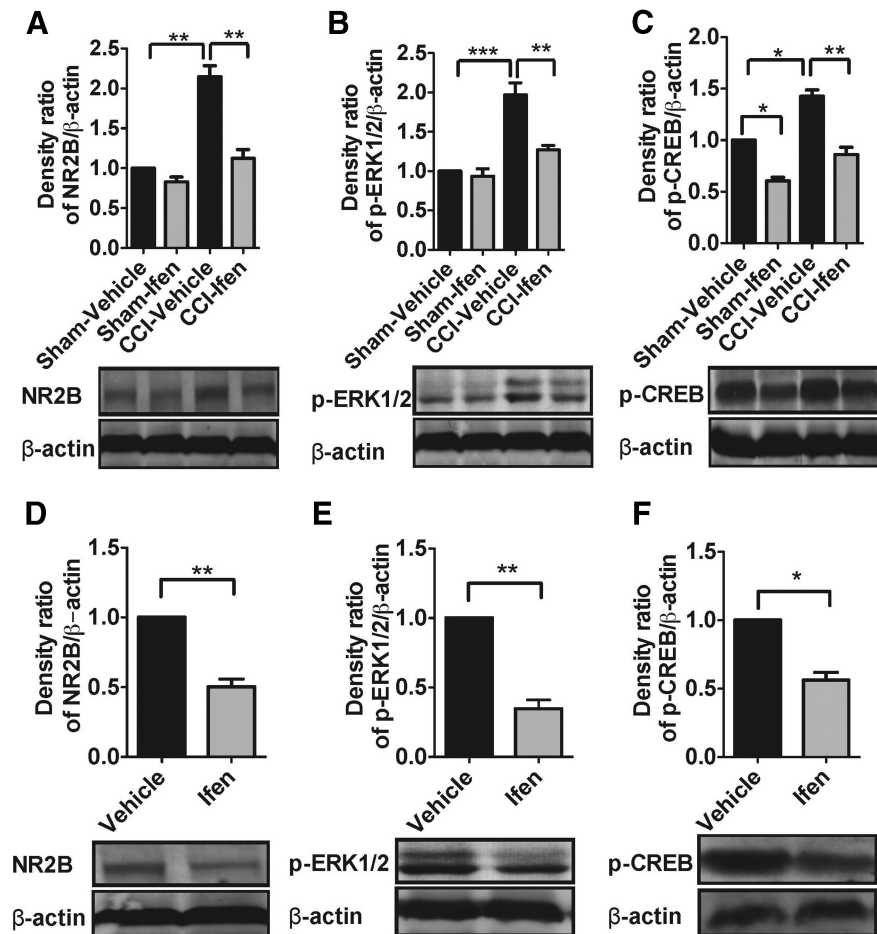 A
Density ratio
of NR2B/β-actin
2.5
2.0
1.5
1.0
0.5
0.0
**
**
Sham-Vehicle
Sham-Ifen
CCI-Vehicle
CCI-Ifen
NR2B
β-actin
B
Density ratio
of p-ERK1/2/β-actin
2.5
2.0
1.5
1.0
0.5
0.0
***
**
Sham-Vehicle
Sham-Ifen
CCI-Vehicle
CCI-Ifen
p-ERK1/2
β-actin
C
Density ratio
of p-CREB/β-actin
2.0
1.5
1.0
0.5
0.0
*
*
**
Sham-Vehicle
Sham-Ifen
CCI-Vehicle
CCI-Ifen
p-CREB
β-actin
D
Density ratio
of NR2B/β−actin
1.5
1.0
0.5
0.0
**
Vehicle
Ifen
NR2B
β-actin
E
Density ratio
of p-ERK1/2/β-actin
1.5
1.0
0.5
0.0
**
Vehicle
Ifen
p-ERK1/2
β-actin
F
Density ratio
of p-CREB/β-actin
1.5
1.0
0.5
0.0
*
Vehicle
Ifen
p-CREB
β-actin